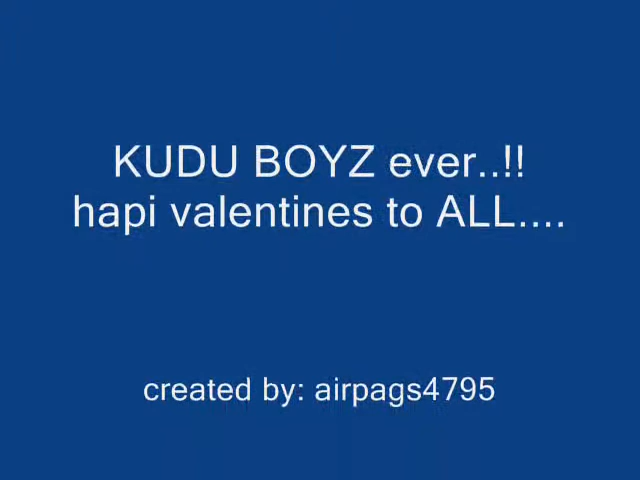 KUDU BOYZ ever..!!
hapi valentines to ALL....
created by: airpags4795